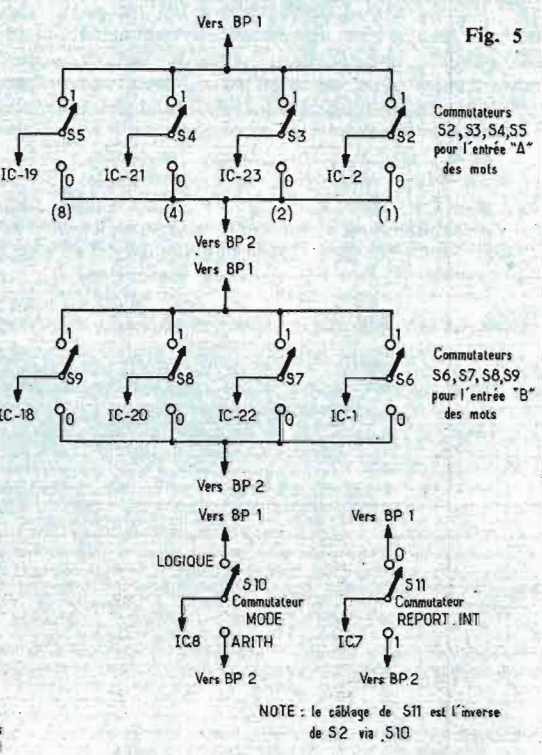 Fig. 5
Vers BP 1
1 1 1 1
S5 S4 S3 S2
Commutateurs
S2,S3,S4,S5
pour l'entrée "A"
des mots
IC-19 IC-21 IC-23 IC-2
0 0 0 0
(8) (4) (2) (1)
Vers BP 2
Vers BP 1
1 1 1 1
S9 S8 S7 S6
Commutateurs
S6,S7,S8,S9
pour l'entrée "B"
des mots
IC-18 IC-20 IC-22 IC-1
0 0 0 0
Vers BP 2
Vers BP 1 Vers BP 1
LOGIQUE 0
S10 S11
Commutateur Commutateur
MODE REPORT.INT
IC.8 ARITH IC.7 1
Vers BP 2 Vers BP.2
NOTE : le câblage de S11 est l'inverse
de S2 via S10